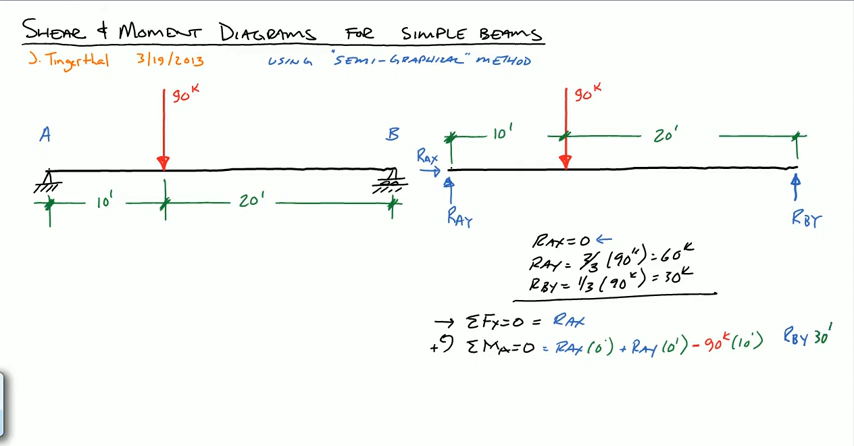 SHEAR & MOMENT DIAGRAMS FOR SIMPLE BEAMS
J. Tingerthal 3/19/2013 USING "SEMI-GRAPHICAL" METHOD
90K
90K
A
B
10'
20'
RAX
10'
20'
RAY
RBY
RAX=0 ←
RAY= 2/3 (90K)=60K
RBY= 1/3 (90K)=30K
→ ΣFX=0 = RAX
+↺ ΣMA=0 = RAX(0') + RAY(0') - 90K(10') RBY 30'